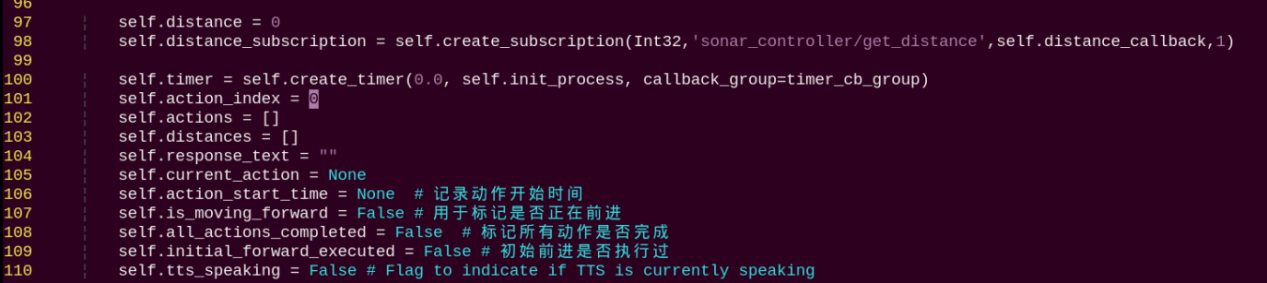 96
97 self.distance = 0
98 self.distance_subscription = self.create_subscription(Int32,'sonar_controller/get_distance',self.distance_callback,1)
99
100 self.timer = self.create_timer(0.0, self.init_process, callback_group=timer_cb_group)
101 self.action_index = 0
102 self.actions = []
103 self.distances = []
104 self.response_text = ""
105 self.current_action = None
106 self.action_start_time = None  # 记录动作开始时间
107 self.is_moving_forward = False # 用于标记是否正在前进
108 self.all_actions_completed = False  # 标记所有动作是否完成
109 self.initial_forward_executed = False # 初始前进是否执行过
110 self.tts_speaking = False # Flag to indicate if TTS is currently speaking